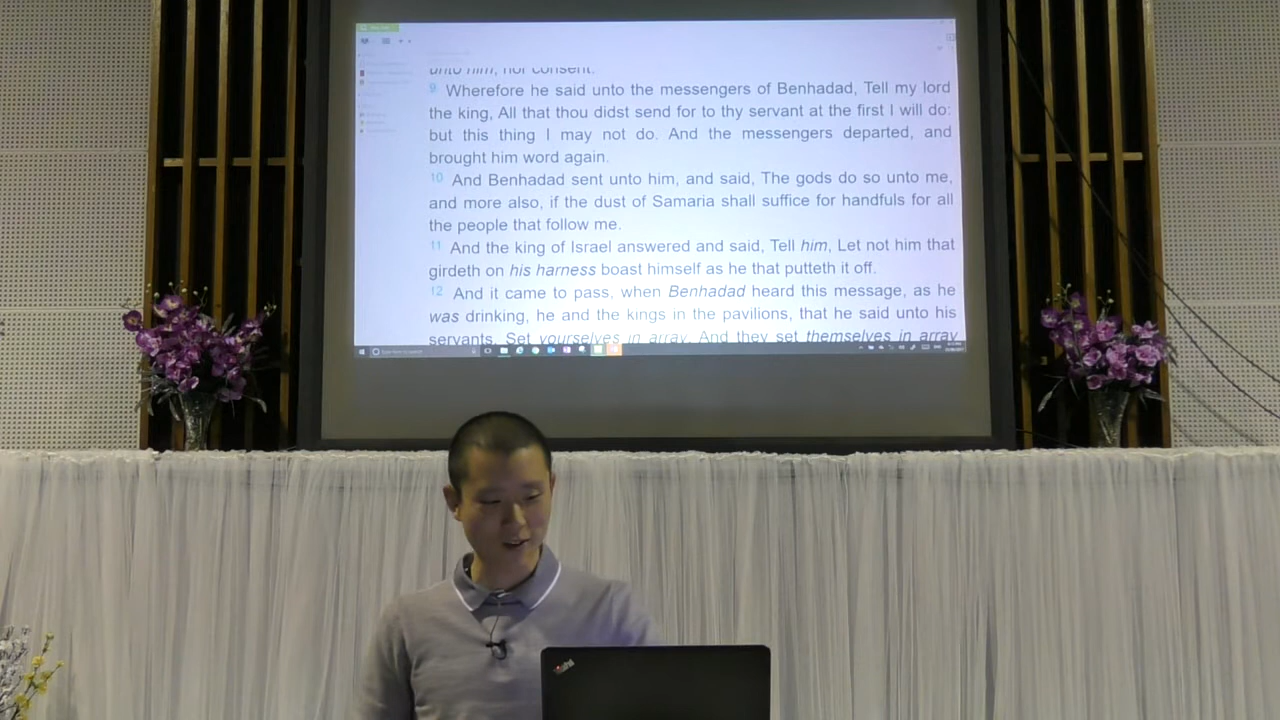 unto him, nor consent.
9 Wherefore he said unto the messengers of Benhadad, Tell my lord
the king, All that thou didst send for to thy servant at the first I will do:
but this thing I may not do. And the messengers departed, and
brought him word again.
10 And Benhadad sent unto him, and said, The gods do so unto me,
and more also, if the dust of Samaria shall suffice for handfuls for all
the people that follow me.
11 And the king of Israel answered and said, Tell him, Let not him that
girdeth on his harness boast himself as he that putteth it off.
12 And it came to pass, when Benhadad heard this message, as he
was drinking, he and the kings in the pavilions, that he said unto his
servants, Set yourselves in array. And they set themselves in array